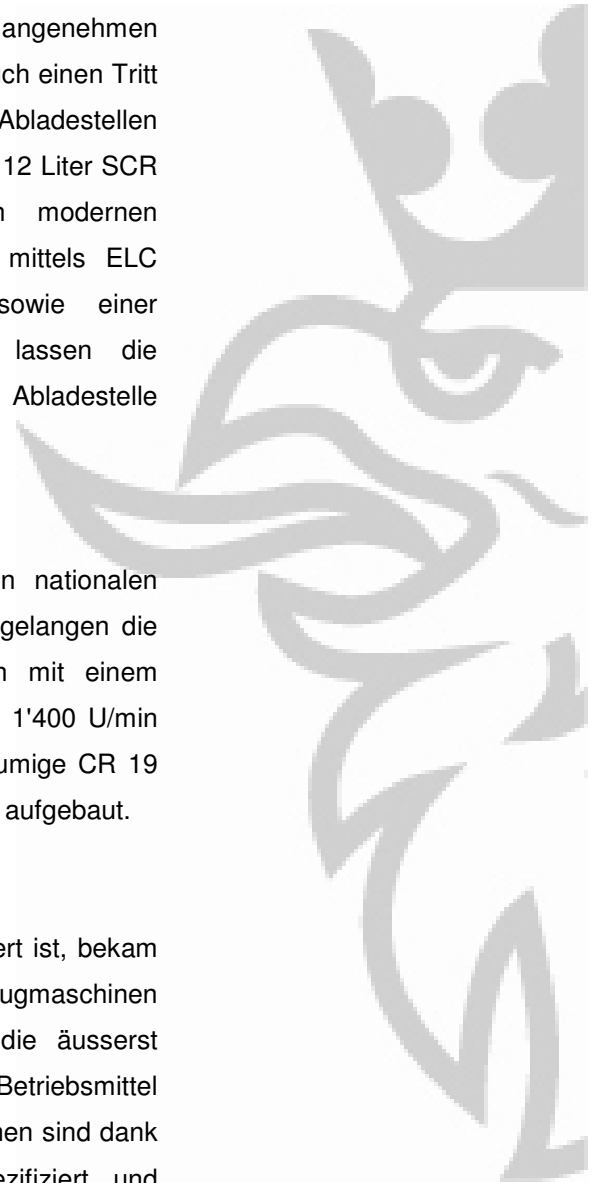 angenehmen
ch einen Tritt
Abladestellen
12 Liter SCR
modernen
mittels ELC
sowie einer
lassen die
Abladestelle
n nationalen
gelangen die
n mit einem
1'400 U/min
umige CR 19
aufgebaut.
ert ist, bekam
ugmaschinen
die äusserst
Betriebsmittel
nen sind dank
ezifiziert und